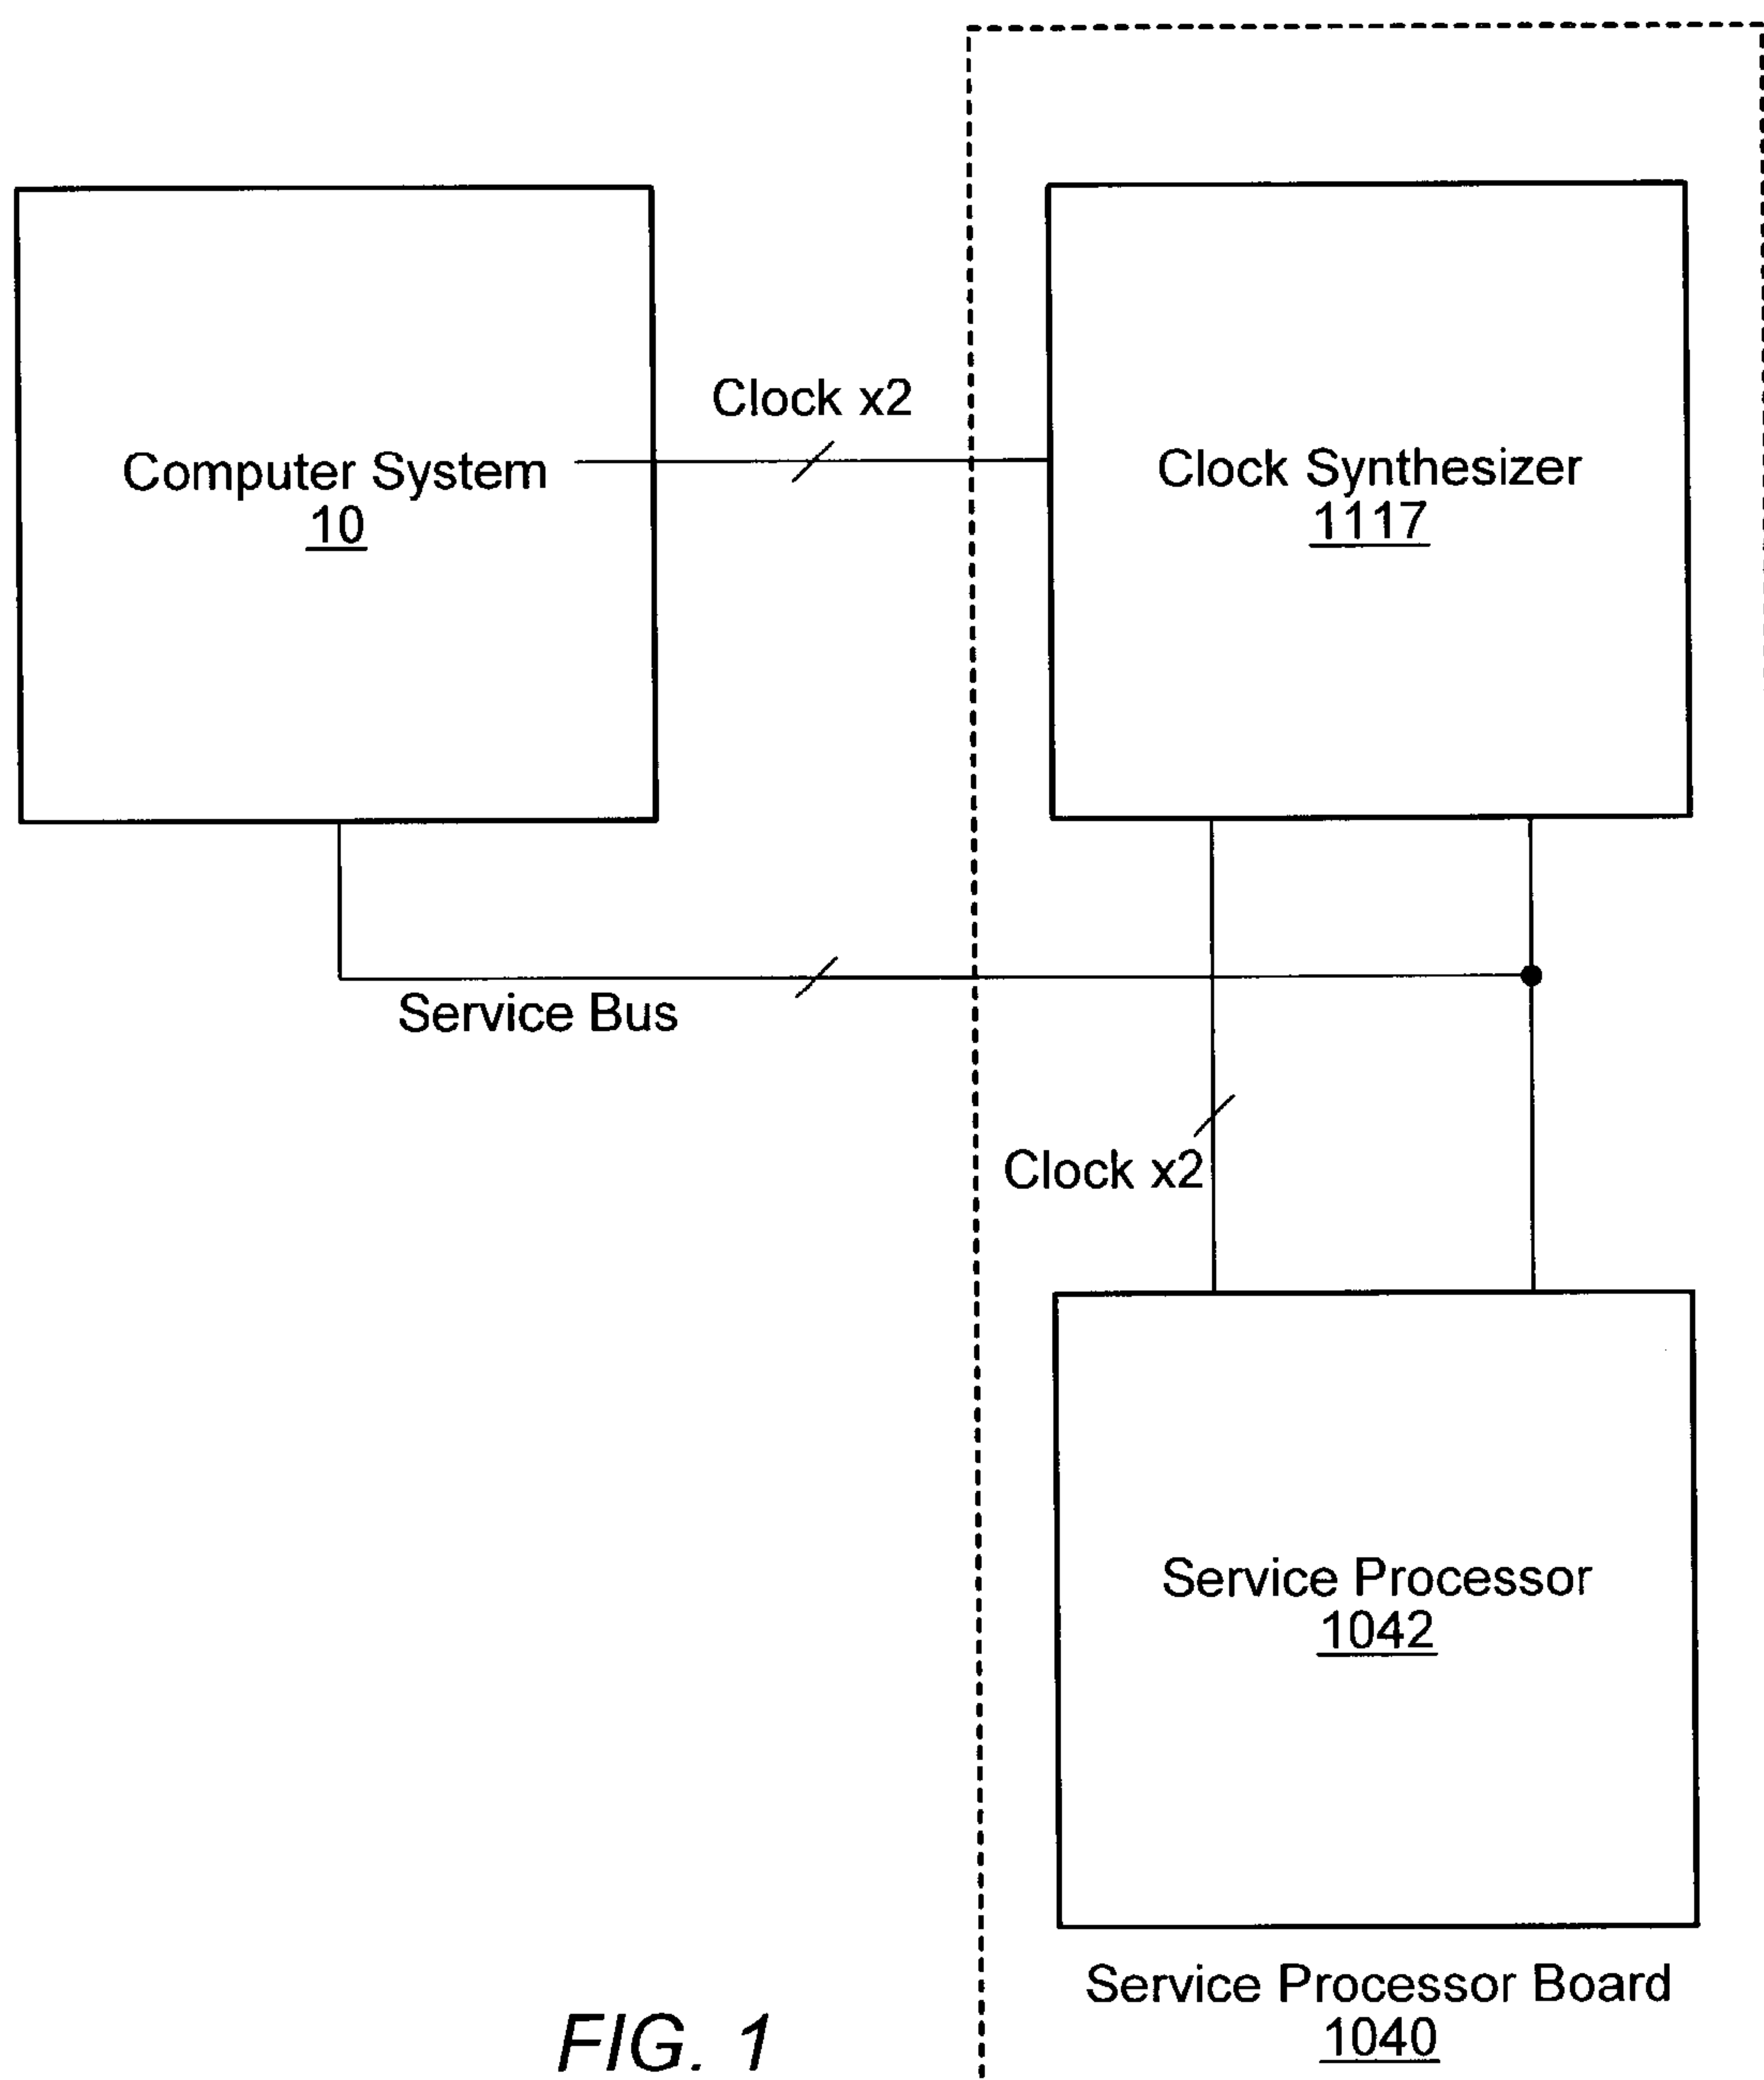 Clock x2
Computer System
10
Clock Synthesizer
1117
Service Bus
Clock x2
Service Processor
1042
Service Processor Board
1040
FIG. 1